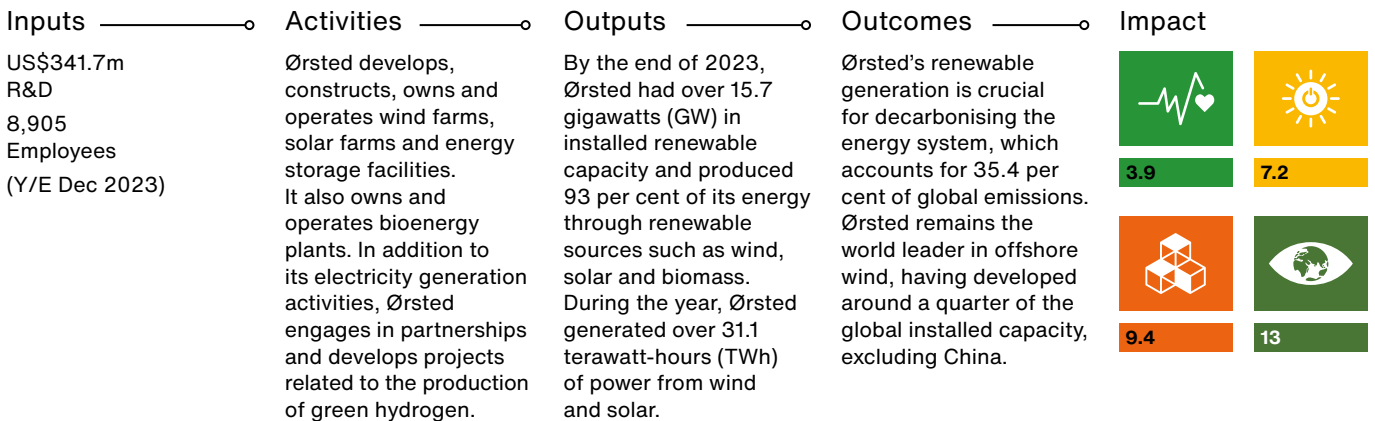 Inputs
US$341.7m
R&D
8,905
Employees
(Y/E Dec 2023)
Activities
Ørsted develops,
constructs, owns and
operates wind farms,
solar farms and energy
storage facilities.
It also owns and
operates bioenergy
plants. In addition to
its electricity generation
activities, Ørsted
engages in partnerships
and develops projects
related to the production
of green hydrogen.
Outputs
By the end of 2023,
Ørsted had over 15.7
gigawatts (GW) in
installed renewable
capacity and produced
93 per cent of its energy
through renewable
sources such as wind,
solar and biomass.
During the year, Ørsted
generated over 31.1
terawatt-hours (TWh)
of power from wind
and solar.
Outcomes
Ørsted’s renewable
generation is crucial
for decarbonising the
energy system, which
accounts for 35.4 per
cent of global emissions.
Ørsted remains the
world leader in offshore
wind, having developed
around a quarter of the
global installed capacity,
excluding China.
Impact
3.9
7.2
9.4
13